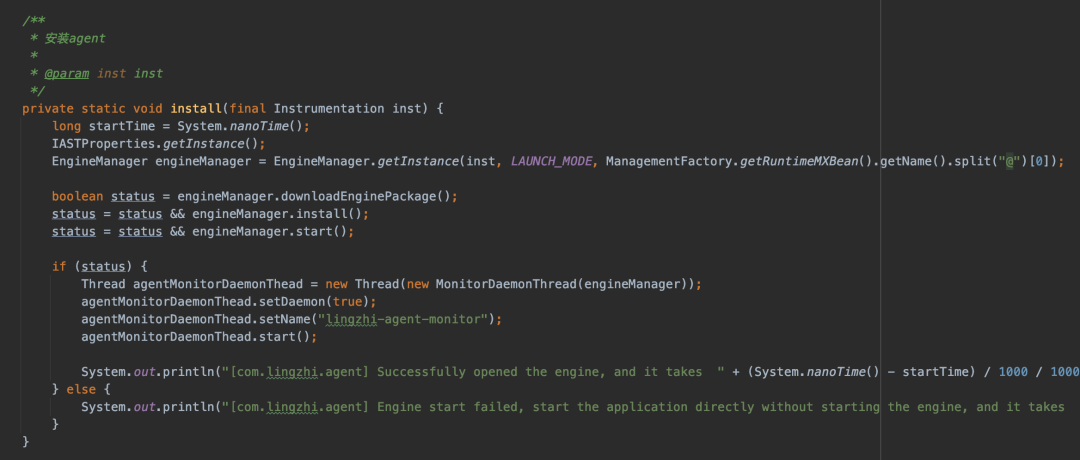 /**
 * 安装agent
 *
 * @param inst inst
 */
private static void install(final Instrumentation inst) {
    long startTime = System.nanoTime();
    IASTProperties.getInstance();
    EngineManager engineManager = EngineManager.getInstance(inst, LAUNCH_MODE, ManagementFactory.getRuntimeMXBean().getName().split("@")[0]);

    boolean status = engineManager.downloadEnginePackage();
    status = status && engineManager.install();
    status = status && engineManager.start();

    if (status) {
        Thread agentMonitorDaemonThead = new Thread(new MonitorDaemonThread(engineManager));
        agentMonitorDaemonThead.setDaemon(true);
        agentMonitorDaemonThead.setName("lingzhi-agent-monitor");
        agentMonitorDaemonThead.start();

        System.out.println("[com.lingzhi.agent] Successfully opened the engine, and it takes  " + (System.nanoTime() - startTime) / 1000 / 1000
    } else {
        System.out.println("[com.lingzhi.agent] Engine start failed, start the application directly without starting the engine, and it takes
    }
}